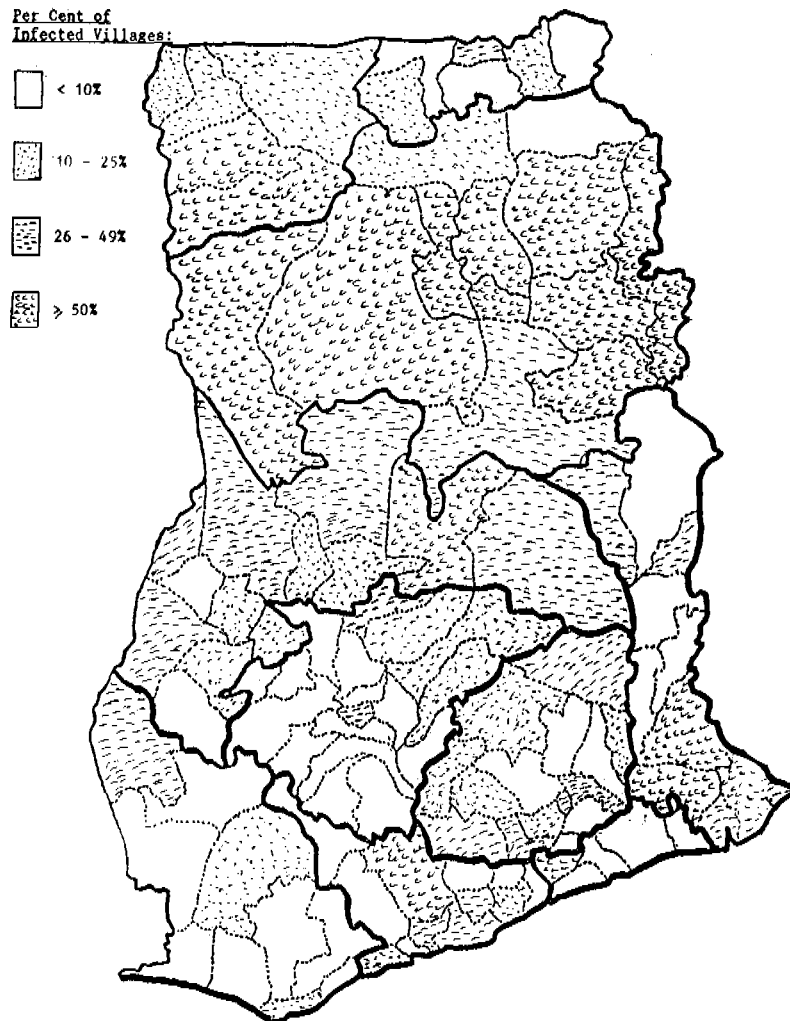 Per Cent of
Infected Villages:
< 10%
10 - 25%
26 - 49%
⩾ 50%